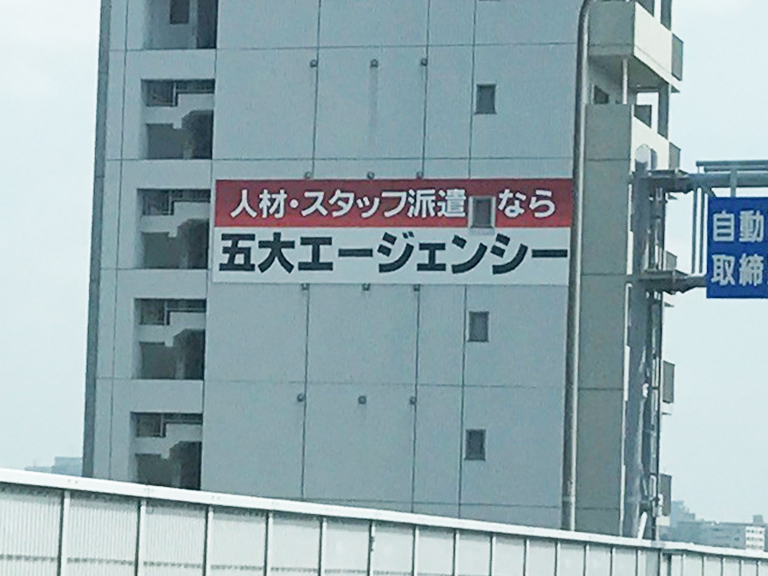 人材・スタッフ派遣なら
五大エージェンシー
自動
取締